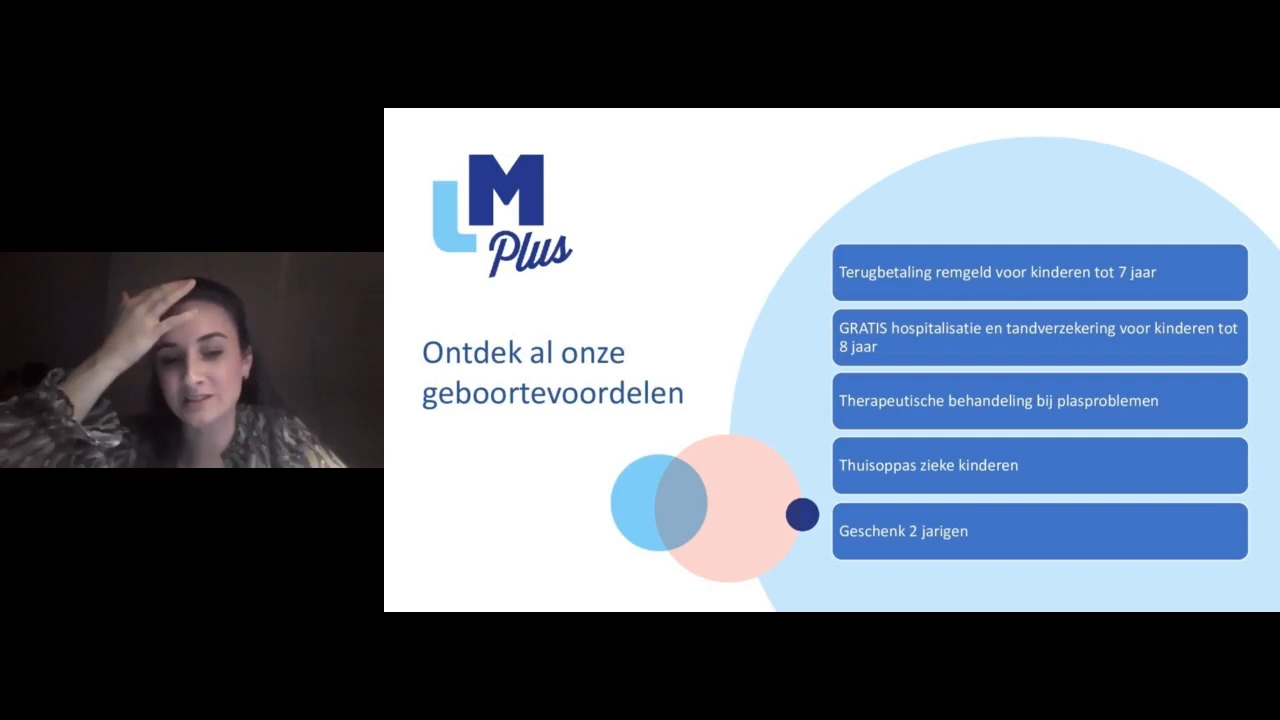 LM
Plus
Ontdek al onze
geboortevoordelen
Terugbetaling remgeld voor kinderen tot 7 jaar
GRATIS hospitalisatie en tandverzekering voor kinderen tot
8 jaar
Therapeutische behandeling bij plasproblemen
Thuisoppas zieke kinderen
Geschenk 2 jarigen